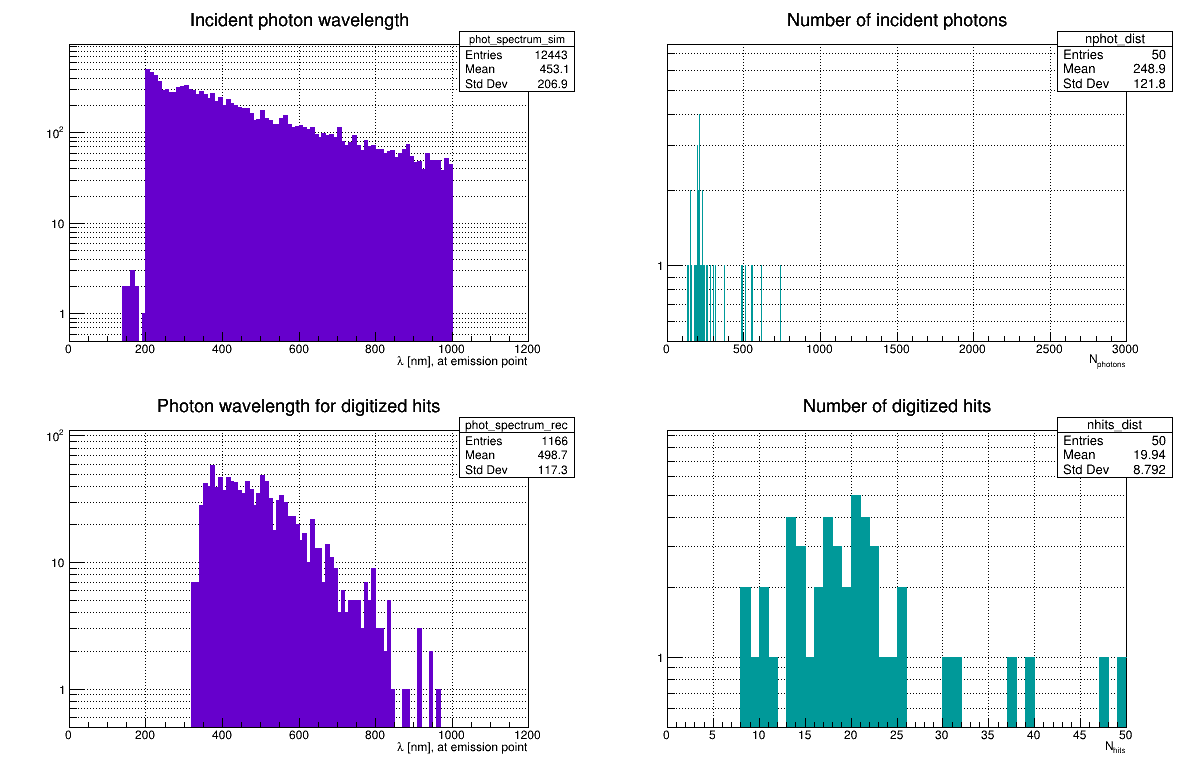 Incident photon wavelength
phot_spectrum_sim
Entries 12443
Mean 453.1
Std Dev 206.9
10²
10
1
0 200 400 600 800 1000 1200
λ [nm], at emission point
Number of incident photons
nphot_dist
Entries 50
Mean 248.9
Std Dev 121.8
1
0 500 1000 1500 2000 2500 3000
Nphotons
Photon wavelength for digitized hits
phot_spectrum_rec
Entries 1166
Mean 498.7
Std Dev 117.3
10²
10
1
0 200 400 600 800 1000 1200
λ [nm], at emission point
Number of digitized hits
nhits_dist
Entries 50
Mean 19.94
Std Dev 8.792
1
0 5 10 15 20 25 30 35 40 45 50
Nhits